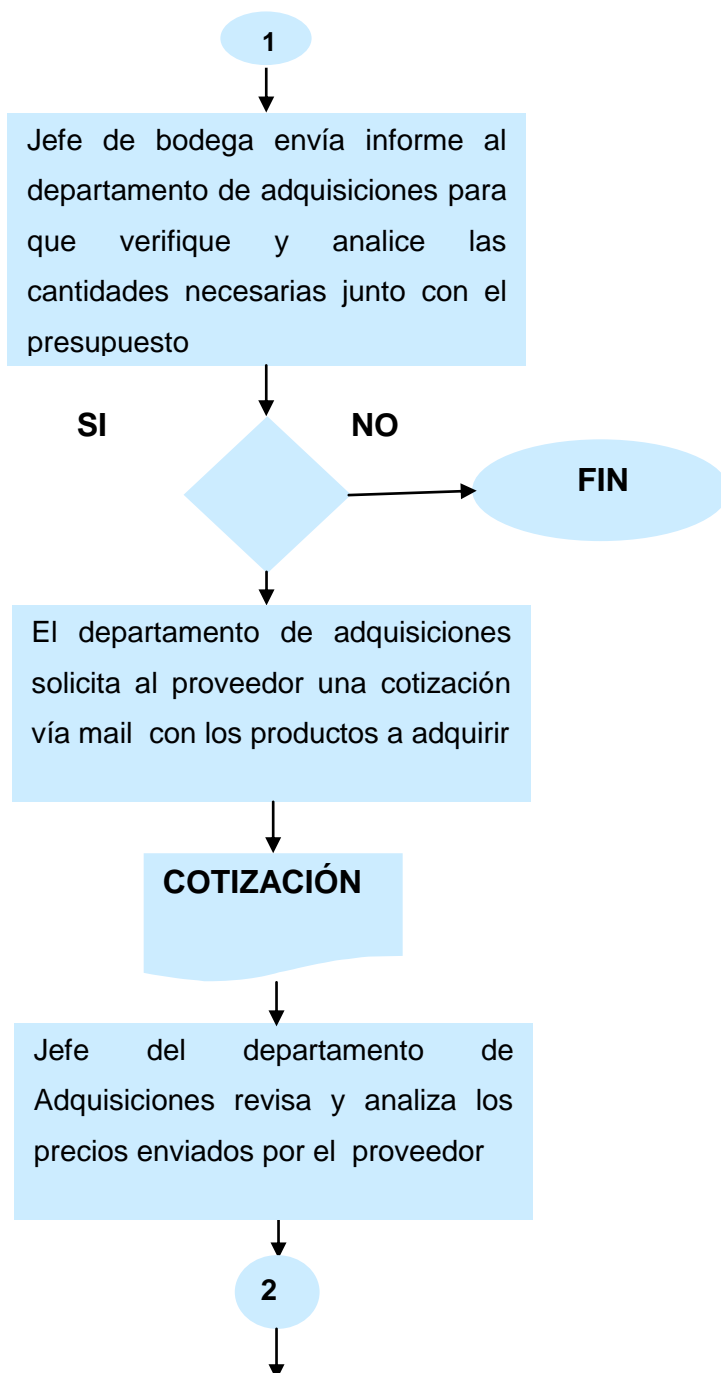 1
Jefe de bodega envía informe al
departamento de adquisiciones para
que verifique y analice las
cantidades necesarias junto con el
presupuesto
SI NO
FIN
El departamento de adquisiciones
solicita al proveedor una cotización
vía mail con los productos a adquirir
COTIZACIÓN
Jefe del departamento de
Adquisiciones revisa y analiza los
precios enviados por el proveedor
2